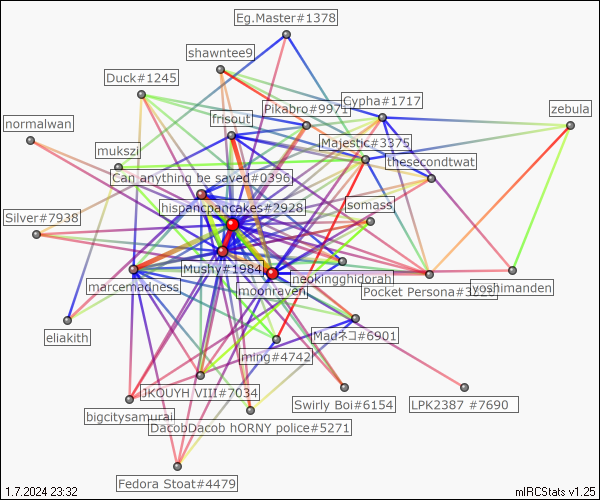 Eg.Master#1378
shawntee9
Duck#1245
Pikabro#9971
Cypha#1717
zebula
normalwan
frisout
Majestic#3375
mukszi
thesecondtwat
Can anything be saved#0396
hispancpancakes#2928
somass
Silver#7938
Mushy#1984
neokingghidorah
marcemadness
moonraven
Pocket
yoshimanden
eliakith
Madネコ#6901
ming#4742
JKOUYH VIII#7034
Swirly Boi#6154
LPK2387 #7690
bigcitysamurai
DacobDacob hORNY police#5271
Fedora Stoat#4479
1.7.2024 23:32
mIRCStats v1.25